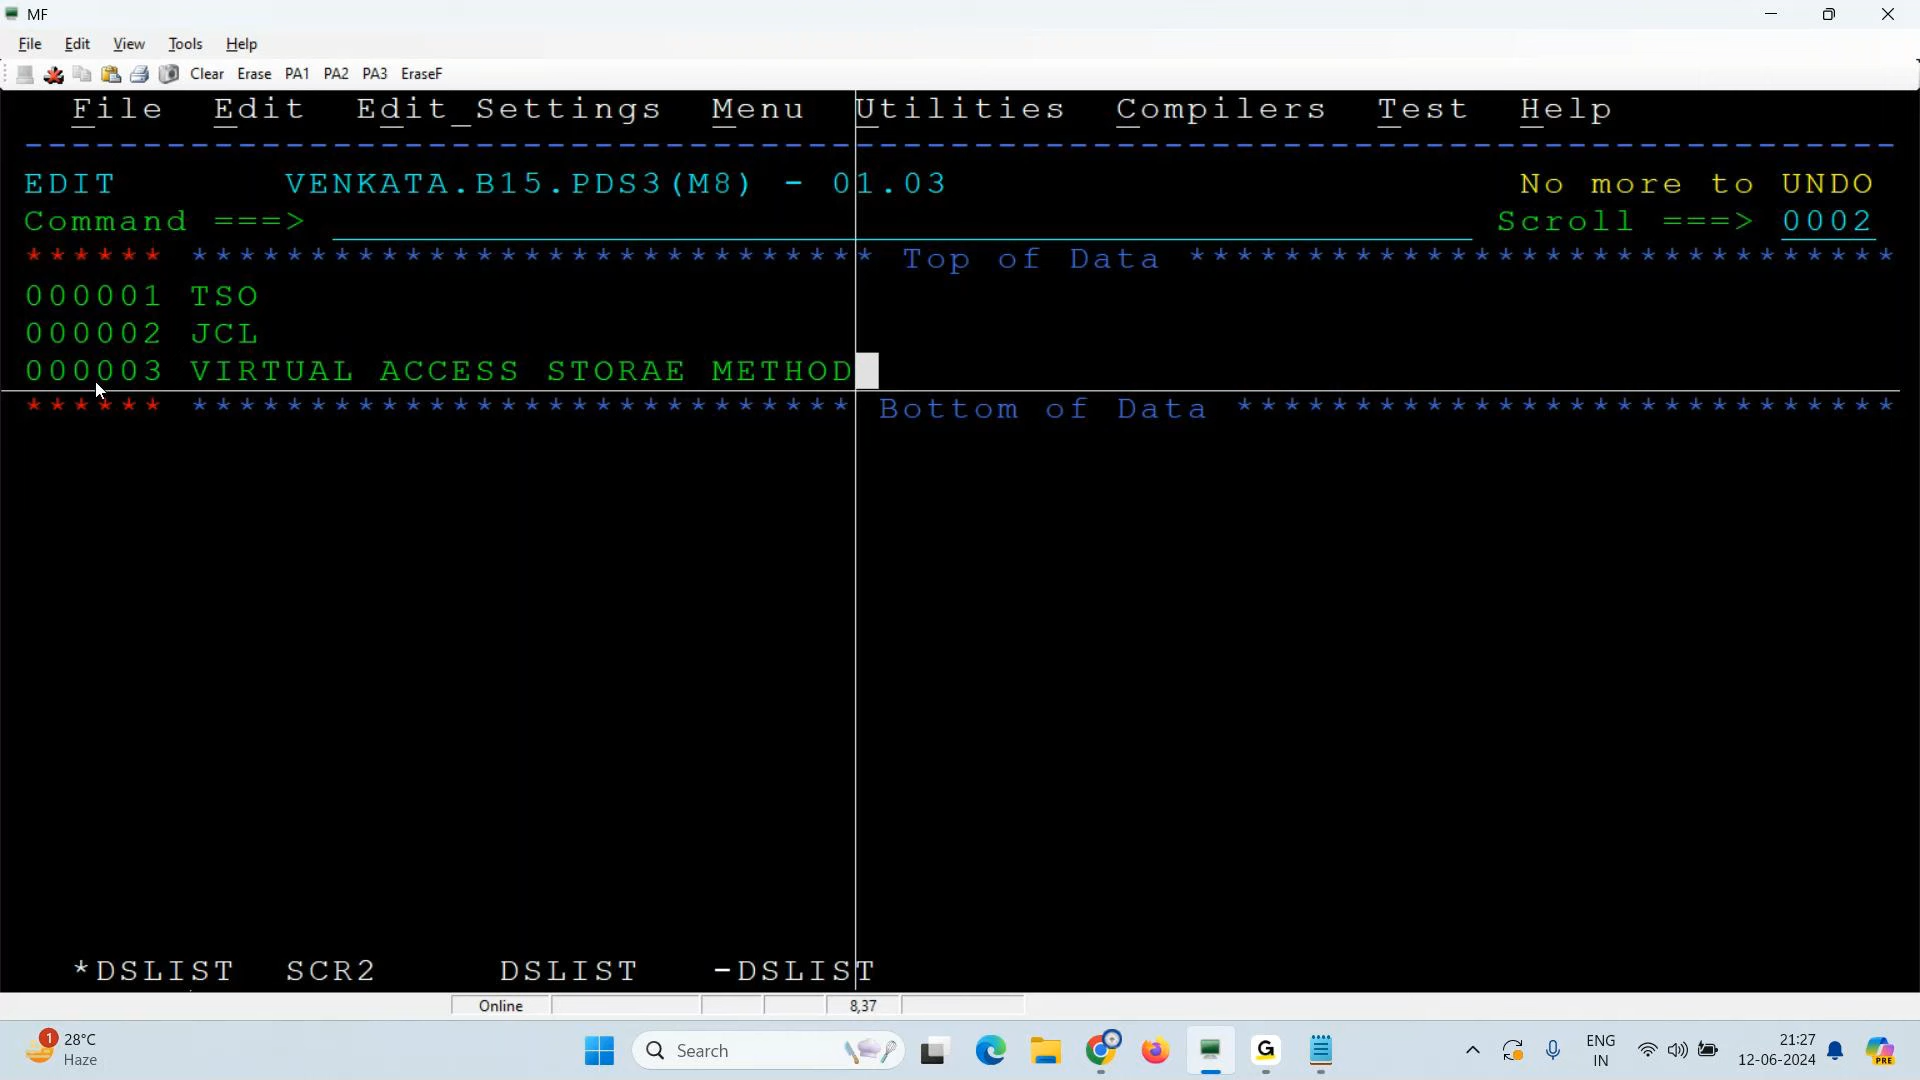 MF
File Edit View Tools Help
Clear Erase PA1 PA2 PA3 EraseF
File Edit Edit_Settings Menu Utilities Compilers Test Help
EDIT VENKATA.B15.PDS3(M8) - 01.03 No more to UNDO
Command ===> Scroll ===> 0002
****** ***************************** Top of Data ******************************
000001 TSO
000002 JCL
000003 VIRTUAL ACCESS STORAE METHOD
****** **************************** Bottom of Data ****************************
*DSLIST SCR2 DSLIST -DSLIST
Online 8,37
1 28°C
Haze
Search
G
ENG
IN
21:27
12-06-2024
PRE